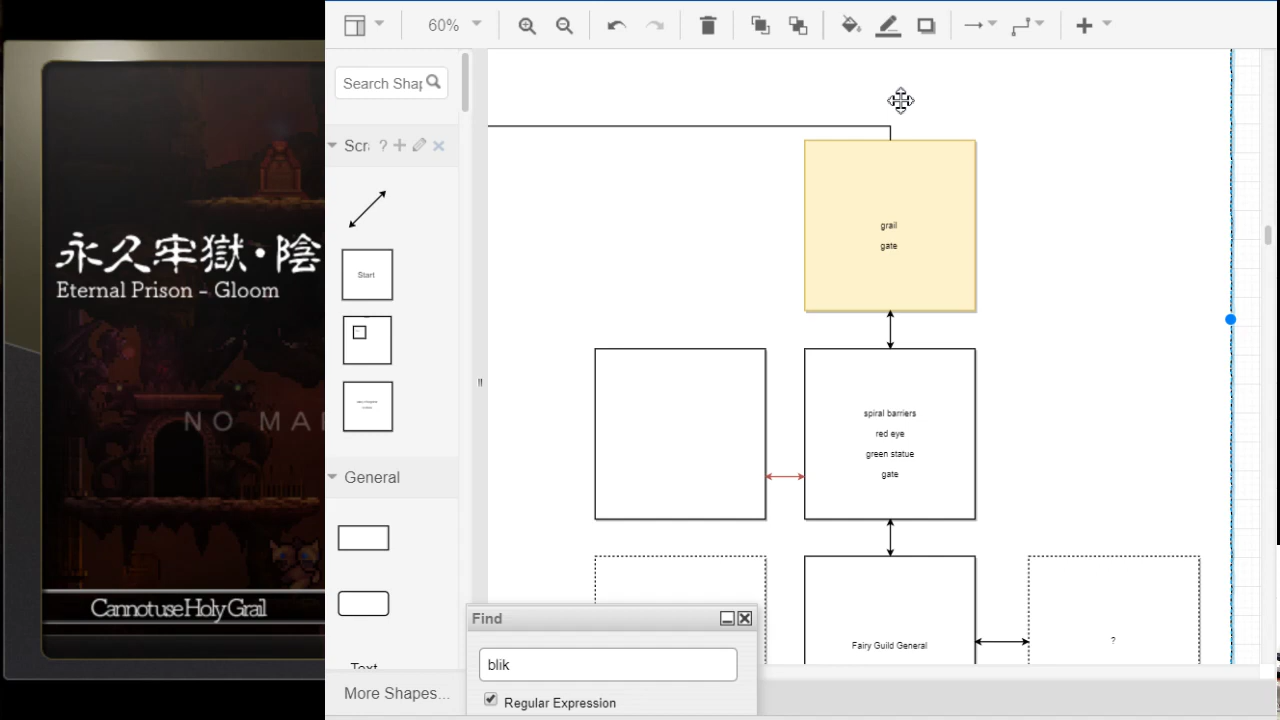 永久牢獄・陰
Eternal Prison - Gloom
NO MA
Cannot use Holy Grail
60%
Search Shap
Scra
?
Start
General
Text
More Shapes...
grail
gate
spiral barriers
red eye
green statue
gate
Fairy Guild General
?
Find
blik
Regular Expression